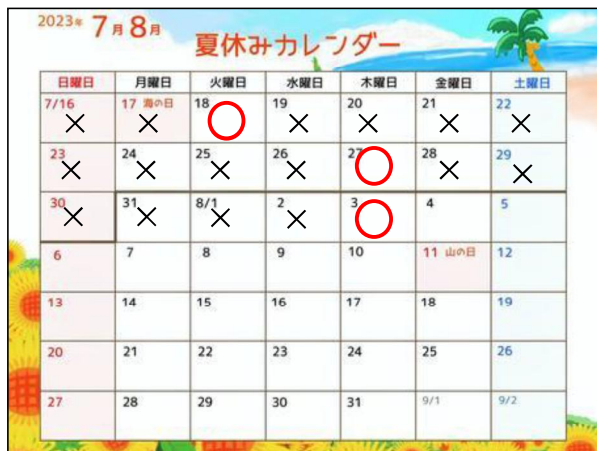 2023年 7月8月
夏休みカレンダー
日曜日 月曜日 火曜日 水曜日 木曜日 金曜日 土曜日
7/16 17 海の日 18 19 20 21 22
23 24 25 26 27 28 29
30 31 8/1 2 3 4 5
6 7 8 9 10 11 山の日 12
13 14 15 16 17 18 19
20 21 22 23 24 25 26
27 28 29 30 31 9/1 9/2